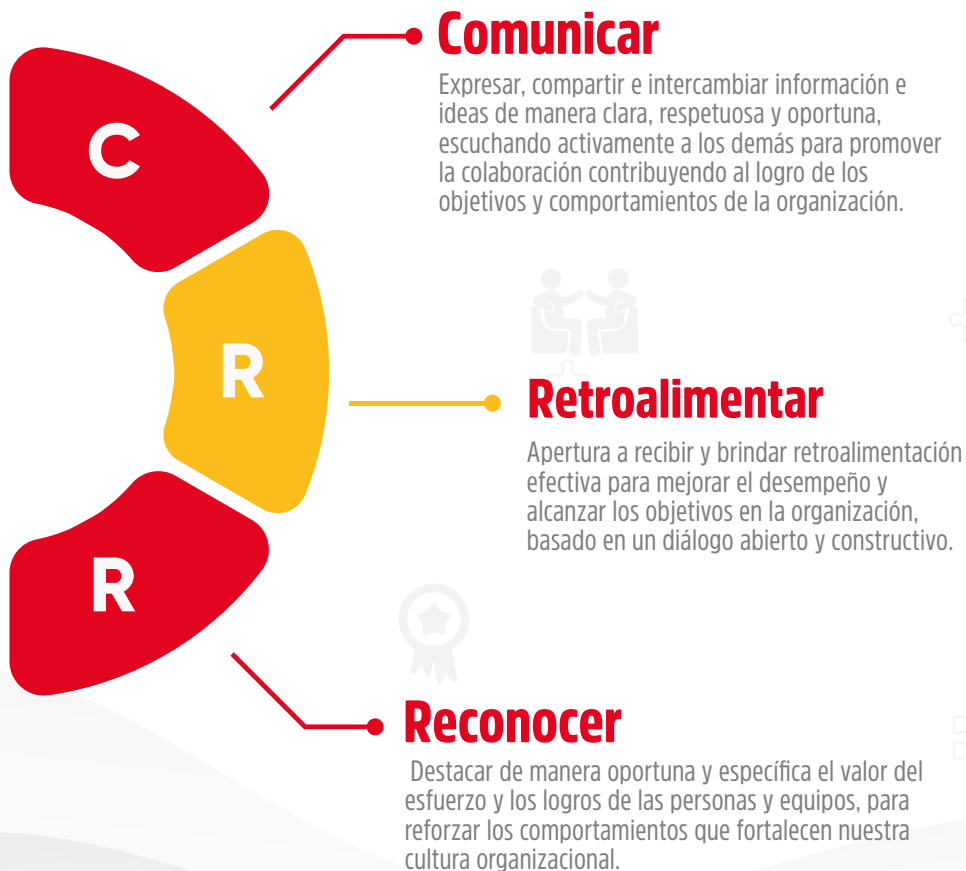 C
Comunicar
Expresar, compartir e intercambiar información e
ideas de manera clara, respetuosa y oportuna,
escuchando activamente a los demás para promover
la colaboración contribuyendo al logro de los
objetivos y comportamientos de la organización.
R
Retroalimentar
Apertura a recibir y brindar retroalimentación
efectiva para mejorar el desempeño y
alcanzar los objetivos en la organización,
basado en un diálogo abierto y constructivo.
R
Reconocer
Destacar de manera oportuna y específica el valor del
esfuerzo y los logros de las personas y equipos, para
reforzar los comportamientos que fortalecen nuestra
cultura organizacional.